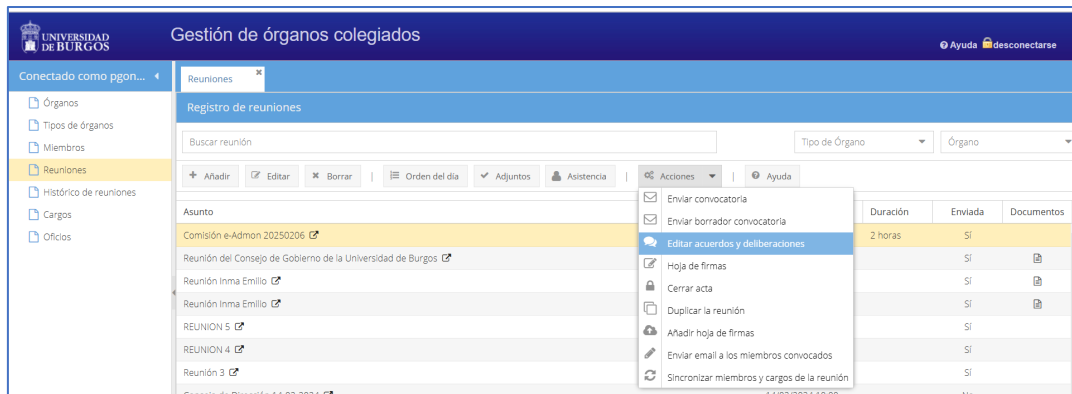 UNIVERSIDAD
DE BURGOS
Gestión de órganos colegiados
Ayuda desconectarse
Conectado como pgon...
Órganos
Tipos de órganos
Miembros
Reuniones
Histórico de reuniones
Cargos
Oficios
Reuniones
Registro de reuniones
Buscar reunión
Tipo de Órgano
Órgano
Añadir Editar Borrar | Orden del día Adjuntos Asistencia | Acciones | Ayuda
Asunto Duración Enviada Documentos
Comisión e-Admon 20250206 2 horas Sí
Reunión del Consejo de Gobierno de la Universidad de Burgos Sí
Reunión Inma Emilio Sí
Reunión Inma Emilio Sí
REUNION 5 Sí
REUNION 4 Sí
Reunión 3 Sí
Enviar convocatoria
Enviar borrador convocatoria
Editar acuerdos y deliberaciones
Hoja de firmas
Cerrar acta
Duplicar la reunión
Añadir hoja de firmas
Enviar email a los miembros convocados
Sincronizar miembros y cargos de la reunión